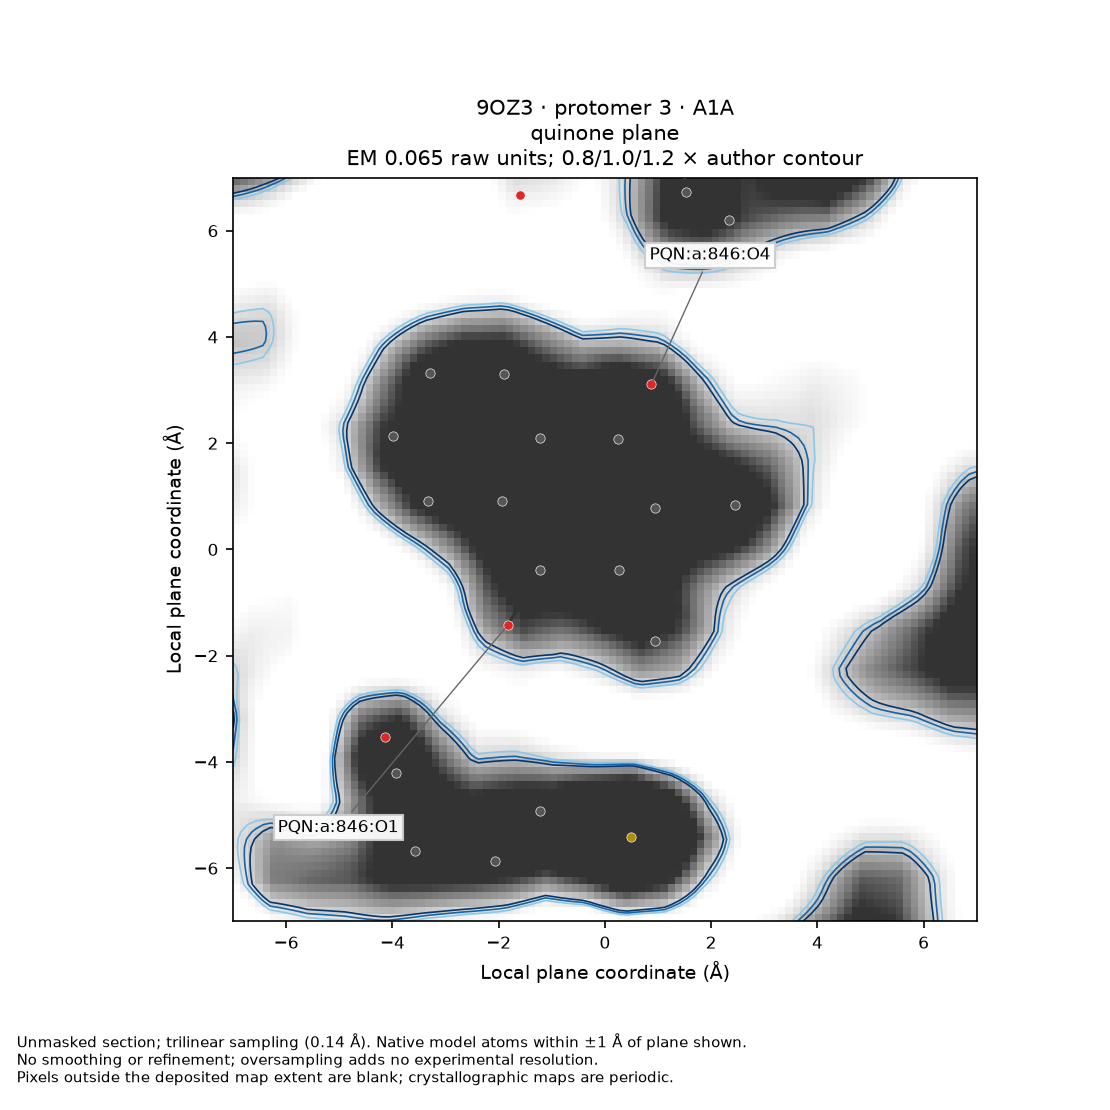 9OZ3 · protomer 3 · A1A
quinone plane
EM 0.065 raw units; 0.8/1.0/1.2 × author contour
PQN:a:846:O4
PQN:a:846:O1
6
4
2
0
−2
−4
−6
Local plane coordinate (Å)
−6 −4 −2 0 2 4 6
Local plane coordinate (Å)
Unmasked section; trilinear sampling (0.14 Å). Native model atoms within ±1 Å of plane shown.
No smoothing or refinement; oversampling adds no experimental resolution.
Pixels outside the deposited map extent are blank; crystallographic maps are periodic.